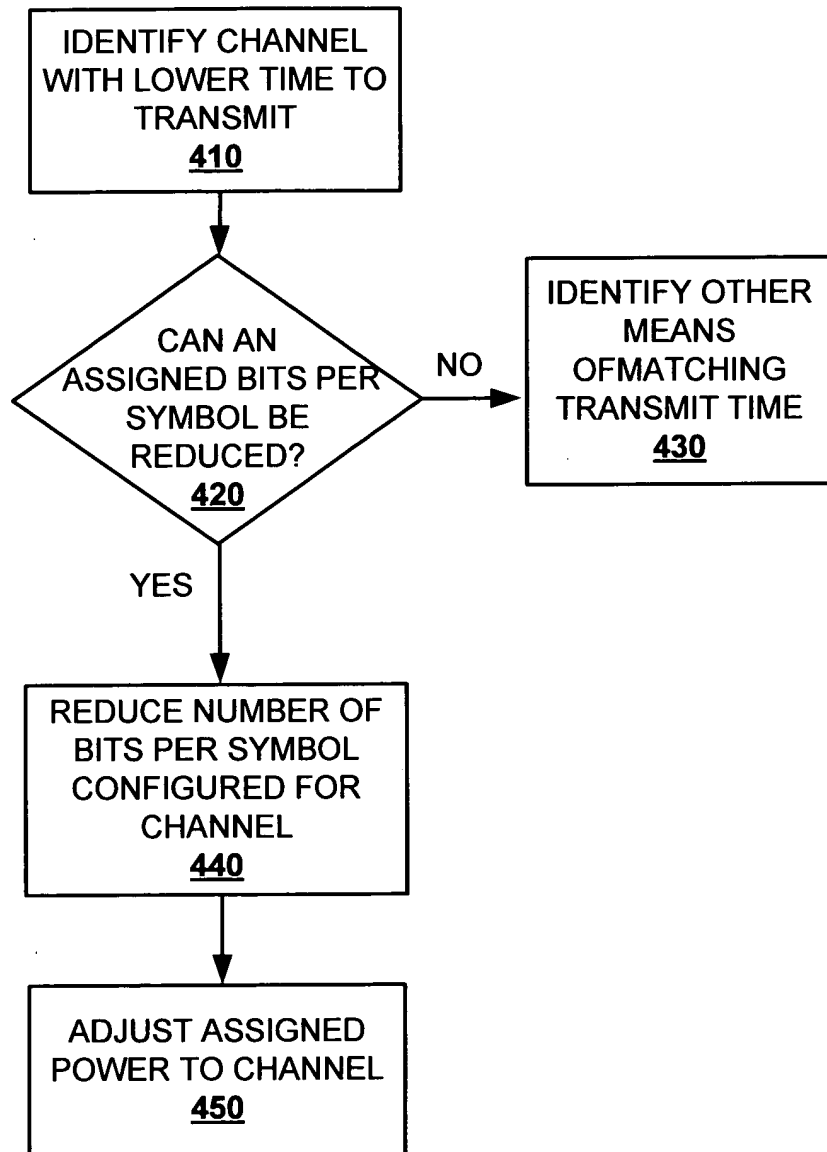 IDENTIFY CHANNEL
WITH LOWER TIME TO
TRANSMIT
410
CAN AN
ASSIGNED BITS PER
SYMBOL BE
REDUCED?
420
NO
IDENTIFY OTHER
MEANS
OFMATCHING
TRANSMIT TIME
430
YES
REDUCE NUMBER OF
BITS PER SYMBOL
CONFIGURED FOR
CHANNEL
440
ADJUST ASSIGNED
POWER TO CHANNEL
450